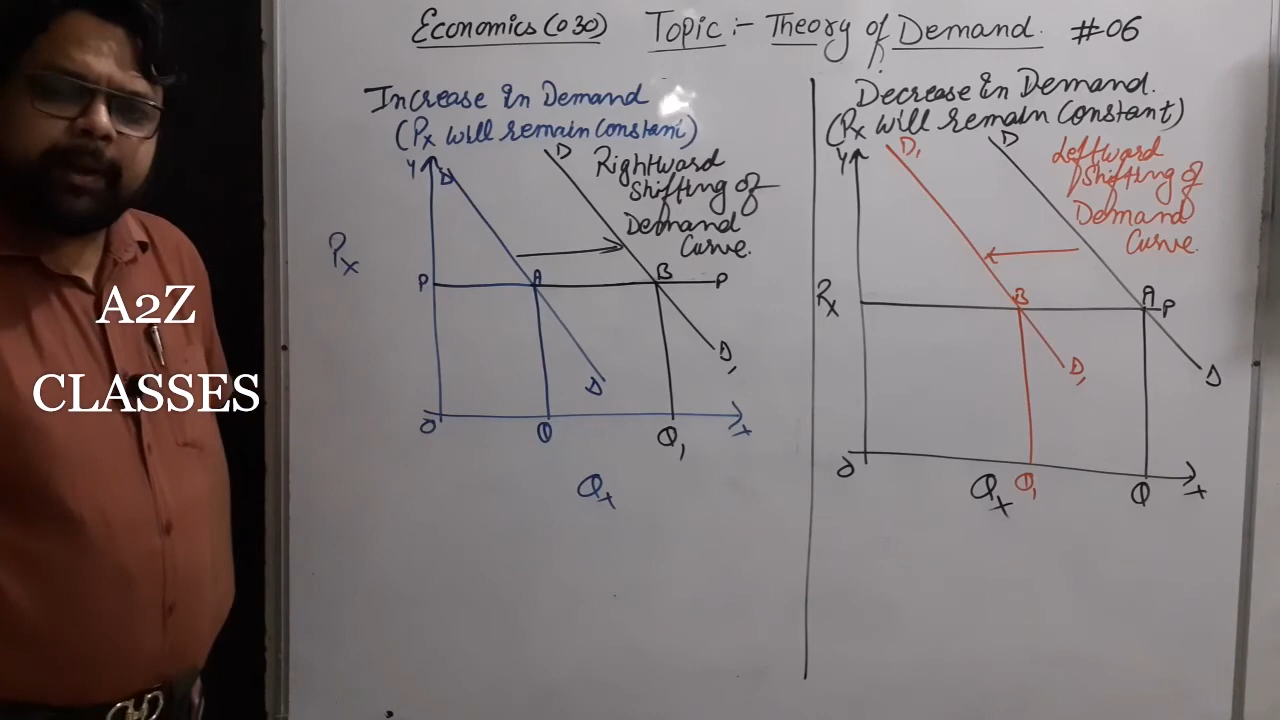 Economics (030) Topic:- Theory of Demand. #06
Increase in Demand
(Px will remain Constant)
Y
D
D
Rightward
Shifting of
Demand
Curve.
Px
P
A
B
P
D
D1
O
Q
Q1
x
Qx
Decrease in Demand.
(Px will remain Constant)
Y
D1
D
Leftward
Shifting of
Demand
Curve.
Px
B
A
P
D1
D
O
Qx
Q1
Q
x
A2Z
CLASSES